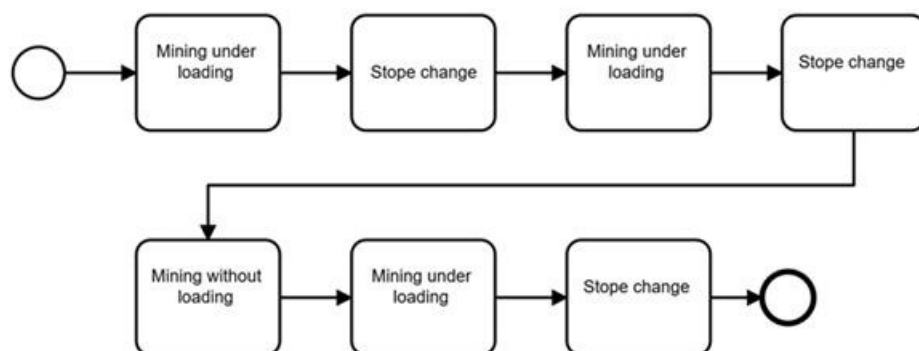 Mining under
loading
Stope change
Mining under
loading
Stope change
Mining without
loading
Mining under
loading
Stope change